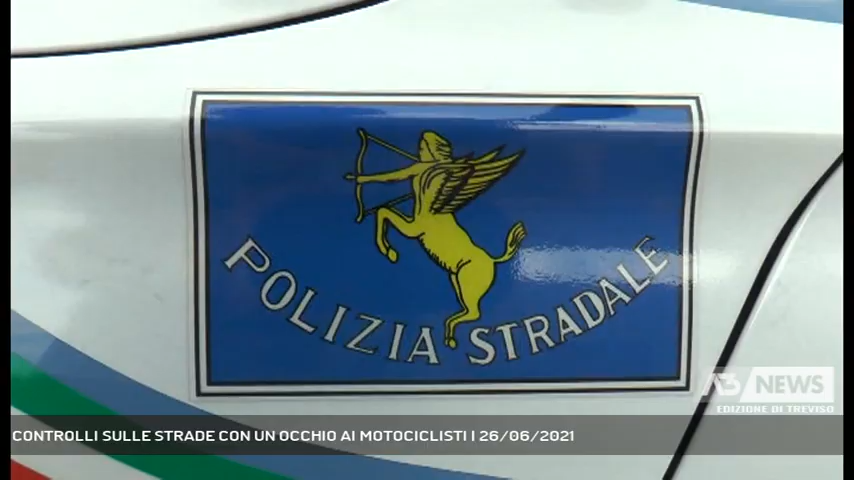 POLIZIA STRADALE
A3 NEWS
EDIZIONE DI TREVISO
CONTROLLI SULLE STRADE CON UN OCCHIO AI MOTOCICLISTI | 26/06/2021